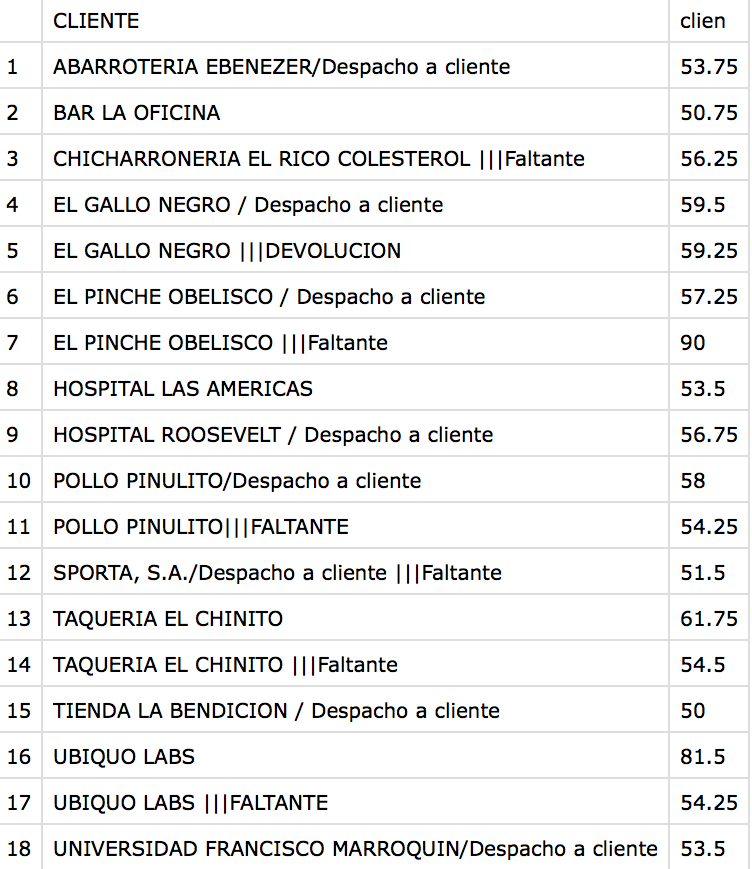 CLIENTE clien
1 ABARROTERIA EBENEZER/Despacho a cliente 53.75
2 BAR LA OFICINA 50.75
3 CHICHARRONERIA EL RICO COLESTEROL |||Faltante 56.25
4 EL GALLO NEGRO / Despacho a cliente 59.5
5 EL GALLO NEGRO |||DEVOLUCION 59.25
6 EL PINCHE OBELISCO / Despacho a cliente 57.25
7 EL PINCHE OBELISCO |||Faltante 90
8 HOSPITAL LAS AMERICAS 53.5
9 HOSPITAL ROOSEVELT / Despacho a cliente 56.75
10 POLLO PINULITO/Despacho a cliente 58
11 POLLO PINULITO|||FALTANTE 54.25
12 SPORTA, S.A./Despacho a cliente |||Faltante 51.5
13 TAQUERIA EL CHINITO 61.75
14 TAQUERIA EL CHINITO |||Faltante 54.5
15 TIENDA LA BENDICION / Despacho a cliente 50
16 UBIQUO LABS 81.5
17 UBIQUO LABS |||FALTANTE 54.25
18 UNIVERSIDAD FRANCISCO MARROQUIN/Despacho a cliente 53.5